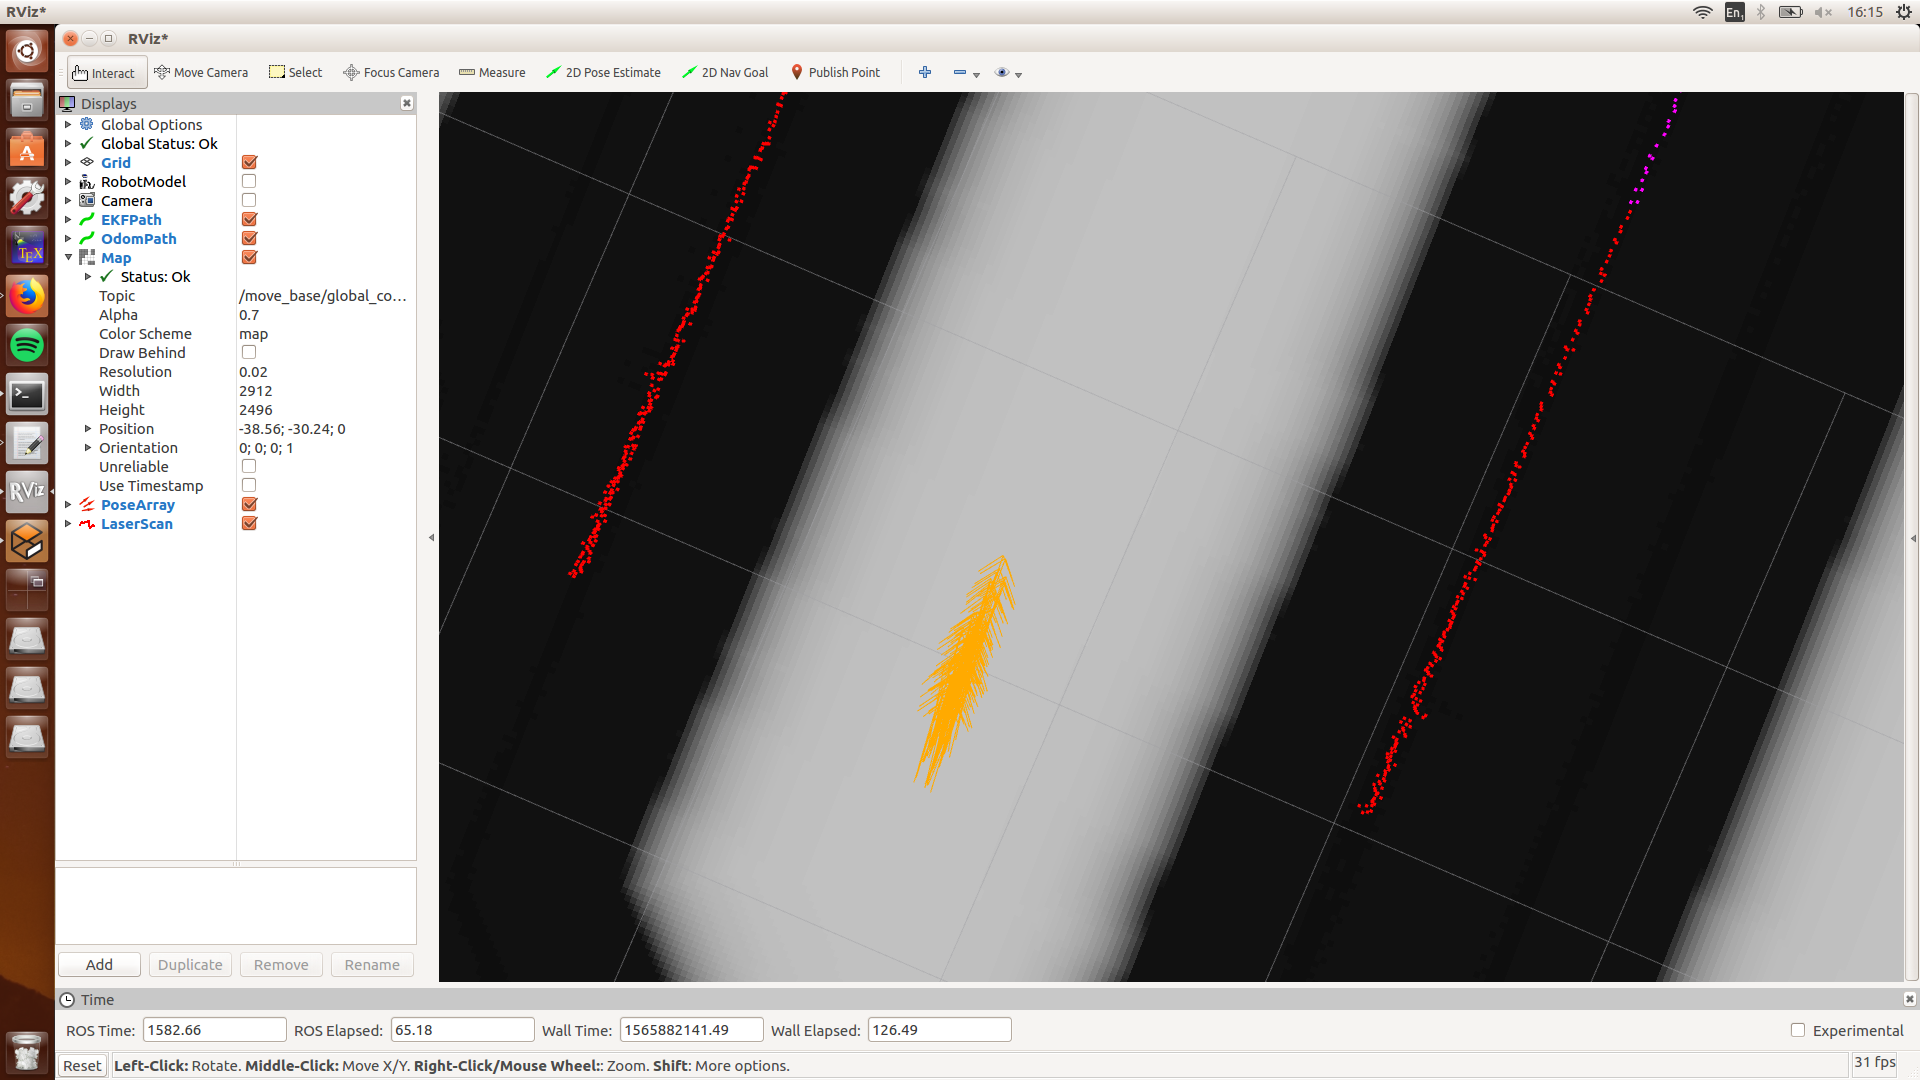 RViz*
En1
16:15
RViz*
Interact
Move Camera
Select
Focus Camera
Measure
2D Pose Estimate
2D Nav Goal
Publish Point
Displays
Global Options
Global Status: Ok
Grid
RobotModel
Camera
EKFPath
OdomPath
Map
Status: Ok
Topic /move_base/global_co...
Alpha 0.7
Color Scheme map
Draw Behind
Resolution 0.02
Width 2912
Height 2496
Position -38.56; -30.24; 0
Orientation 0; 0; 0; 1
Unreliable
Use Timestamp
PoseArray
LaserScan
TEX
RViz
Add Duplicate Remove Rename
Time
ROS Time: 1582.66 ROS Elapsed: 65.18 Wall Time: 1565882141.49 Wall Elapsed: 126.49 Experimental
Reset Left-Click: Rotate. Middle-Click: Move X/Y. Right-Click/Mouse Wheel:: Zoom. Shift: More options. 31 fps